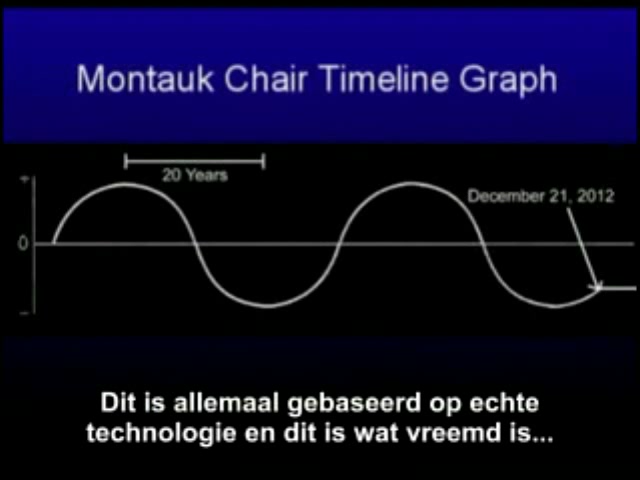 Montauk Chair Timeline Graph
20 Years
December 21, 2012
+
0
-
Dit is allemaal gebaseerd op echte
technologie en dit is wat vreemd is...